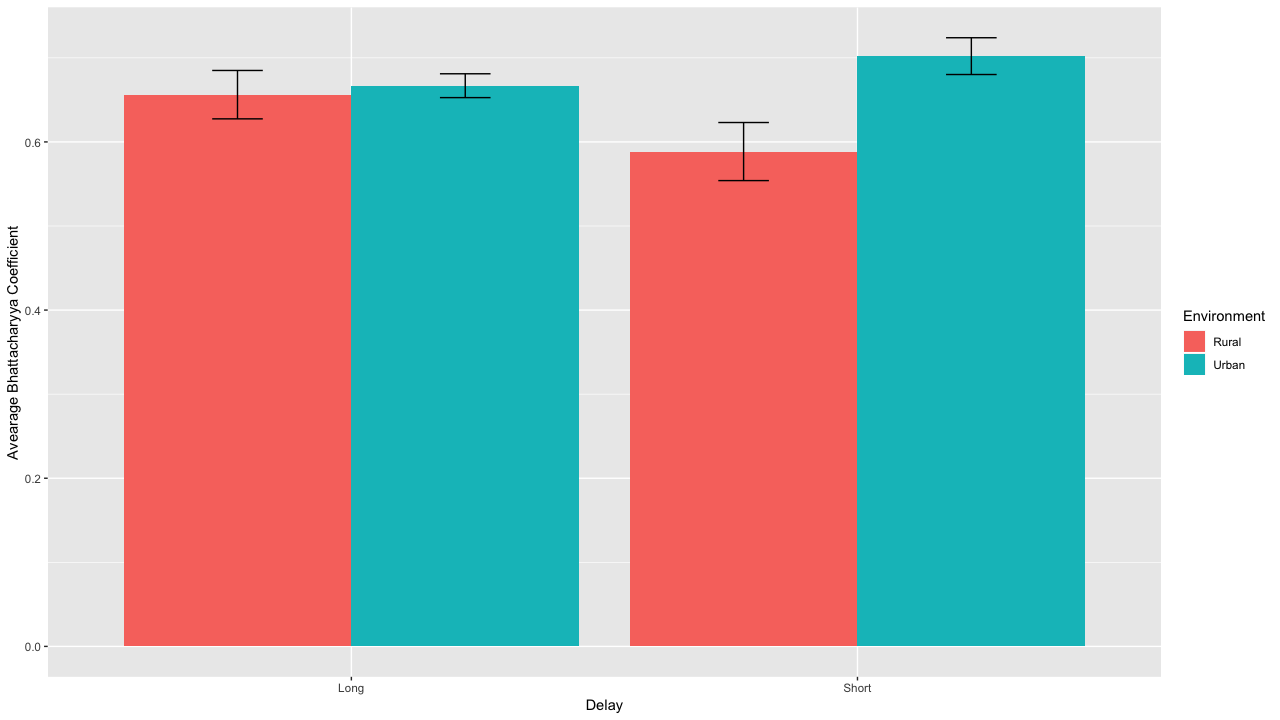 Avearage Bhattacharyya Coefficient
0.6
0.4
0.2
0.0
Long
Short
Delay
Environment
Rural
Urban